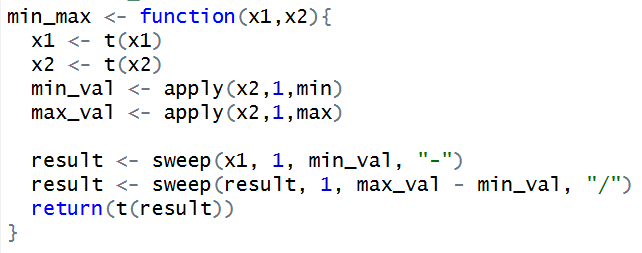 min_max <- function(x1,x2){
  x1 <- t(x1)
  x2 <- t(x2)
  min_val <- apply(x2,1,min)
  max_val <- apply(x2,1,max)

  result <- sweep(x1, 1, min_val, "-")
  result <- sweep(result, 1, max_val - min_val, "/")
  return(t(result))
}